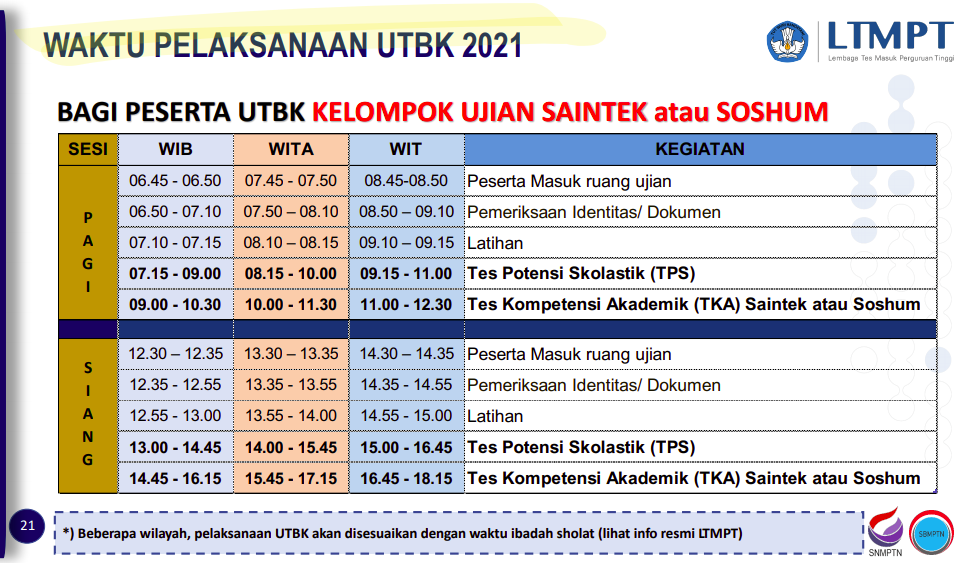 WAKTU PELAKSANAAN UTBK 2021
LTMPT
Lembaga Tes Masuk Perguruan Tinggi
BAGI PESERTA UTBK KELOMPOK UJIAN SAINTEK atau SOSHUM
SESI WIB WITA WIT KEGIATAN
PAGI
06.45 - 06.50 07.45 - 07.50 08.45-08.50 Peserta Masuk ruang ujian
06.50 - 07.10 07.50 – 08.10 08.50 – 09.10 Pemeriksaan Identitas/ Dokumen
07.10 - 07.15 08.10 – 08.15 09.10 – 09.15 Latihan
07.15 - 09.00 08.15 - 10.00 09.15 - 11.00 Tes Potensi Skolastik (TPS)
09.00 - 10.30 10.00 - 11.30 11.00 - 12.30 Tes Kompetensi Akademik (TKA) Saintek atau Soshum
SIANG
12.30 – 12.35 13.30 – 13.35 14.30 – 14.35 Peserta Masuk ruang ujian
12.35 - 12.55 13.35 - 13.55 14.35 - 14.55 Pemeriksaan Identitas/ Dokumen
12.55 - 13.00 13.55 - 14.00 14.55 - 15.00 Latihan
13.00 - 14.45 14.00 - 15.45 15.00 - 16.45 Tes Potensi Skolastik (TPS)
14.45 - 16.15 15.45 - 17.15 16.45 - 18.15 Tes Kompetensi Akademik (TKA) Saintek atau Soshum
21
*) Beberapa wilayah, pelaksanaan UTBK akan disesuaikan dengan waktu ibadah sholat (lihat info resmi LTMPT)
SNMPTN
SBMPTN